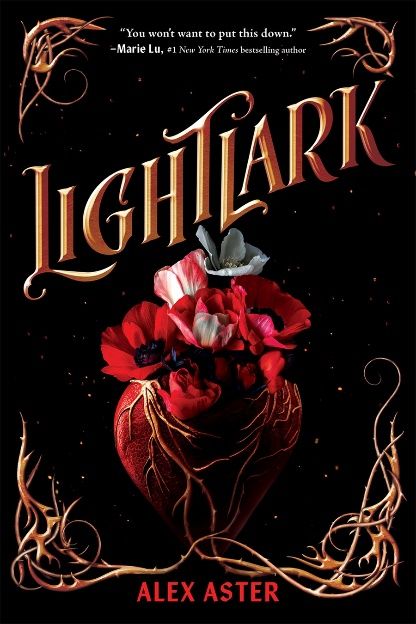 “You won’t want to put this down.”
–Marie Lu, #1 New York Times bestselling author
LIGHTLARK
ALEX ASTER